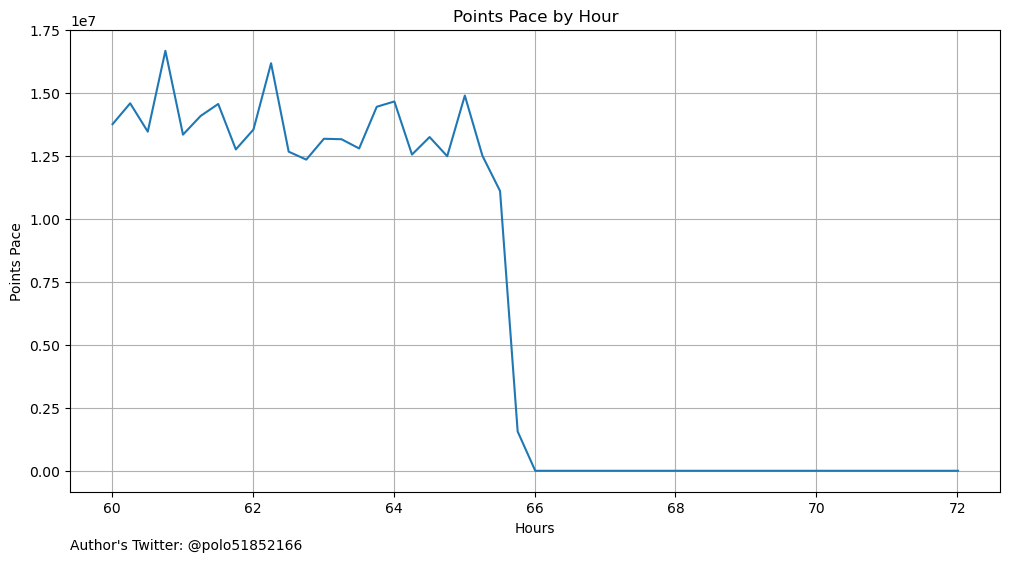 Points Pace by Hour
1e7
1.75
1.50
1.25
1.00
0.75
0.50
0.25
0.00
Points Pace
60 62 64 66 68 70 72
Hours
Author's Twitter: @polo51852166